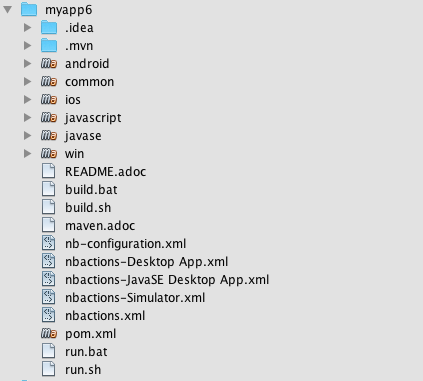 myapp6
.idea
.mvn
android
common
ios
javascript
javase
win
README.adoc
build.bat
build.sh
maven.adoc
nb-configuration.xml
nbactions-Desktop App.xml
nbactions-JavaSE Desktop App.xml
nbactions-Simulator.xml
nbactions.xml
pom.xml
run.bat
run.sh